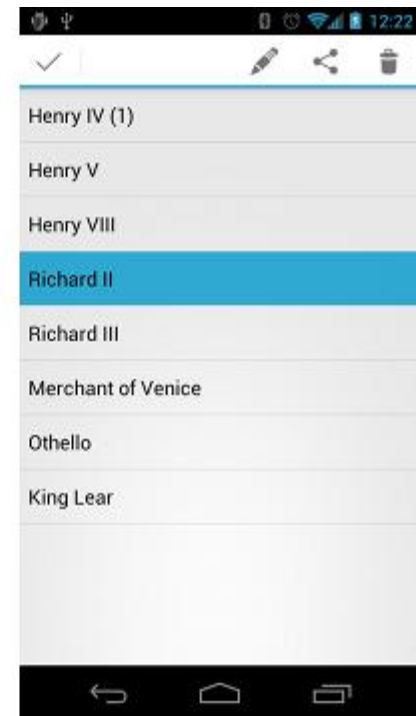 12:22
Henry IV (1)
Henry V
Henry VIII
Richard II
Richard III
Merchant of Venice
Othello
King Lear